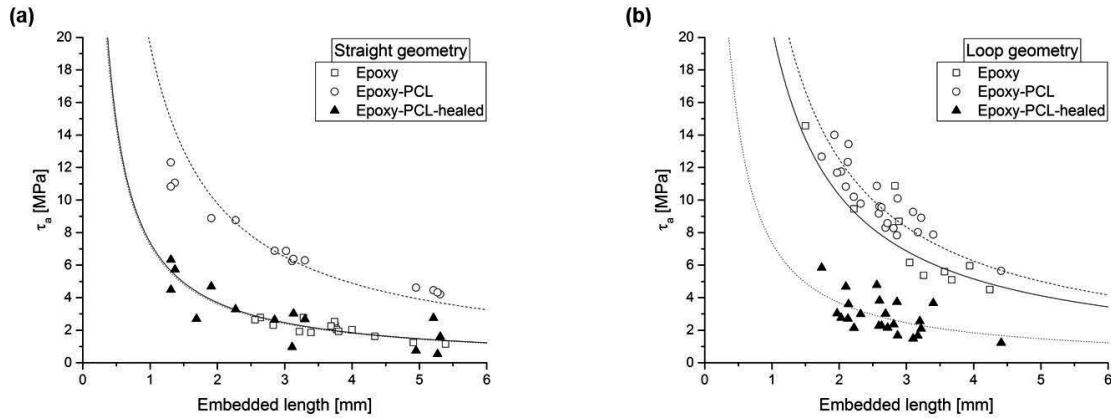 (a)
Straight geometry
Epoxy
Epoxy-PCL
Epoxy-PCL-healed
20
18
16
14
12
10
8
6
4
2
0
τa [MPa]
0 1 2 3 4 5 6
Embedded length [mm]
(b)
Loop geometry
Epoxy
Epoxy-PCL
Epoxy-PCL-healed
20
18
16
14
12
10
8
6
4
2
0
τa [MPa]
0 1 2 3 4 5 6
Embedded length [mm]